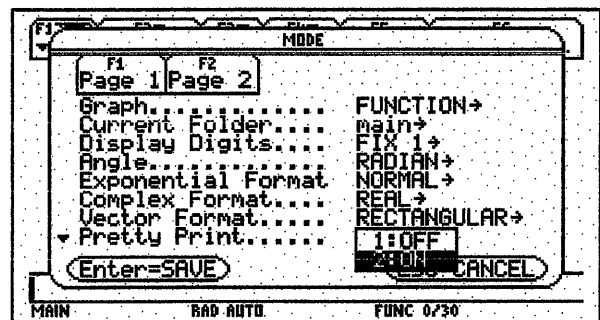 MODE
F1 F2
Page 1 Page 2
Graph............. FUNCTION→
Current Folder.... main→
Display Digits.... FIX 1→
Angle............. RADIAN→
Exponential Format NORMAL→
Complex Format.... REAL→
Vector Format..... RECTANGULAR→
Pretty Print...... 1:OFF
Enter=SAVE CANCEL
MAIN RAD AUTO FUNC 0/30